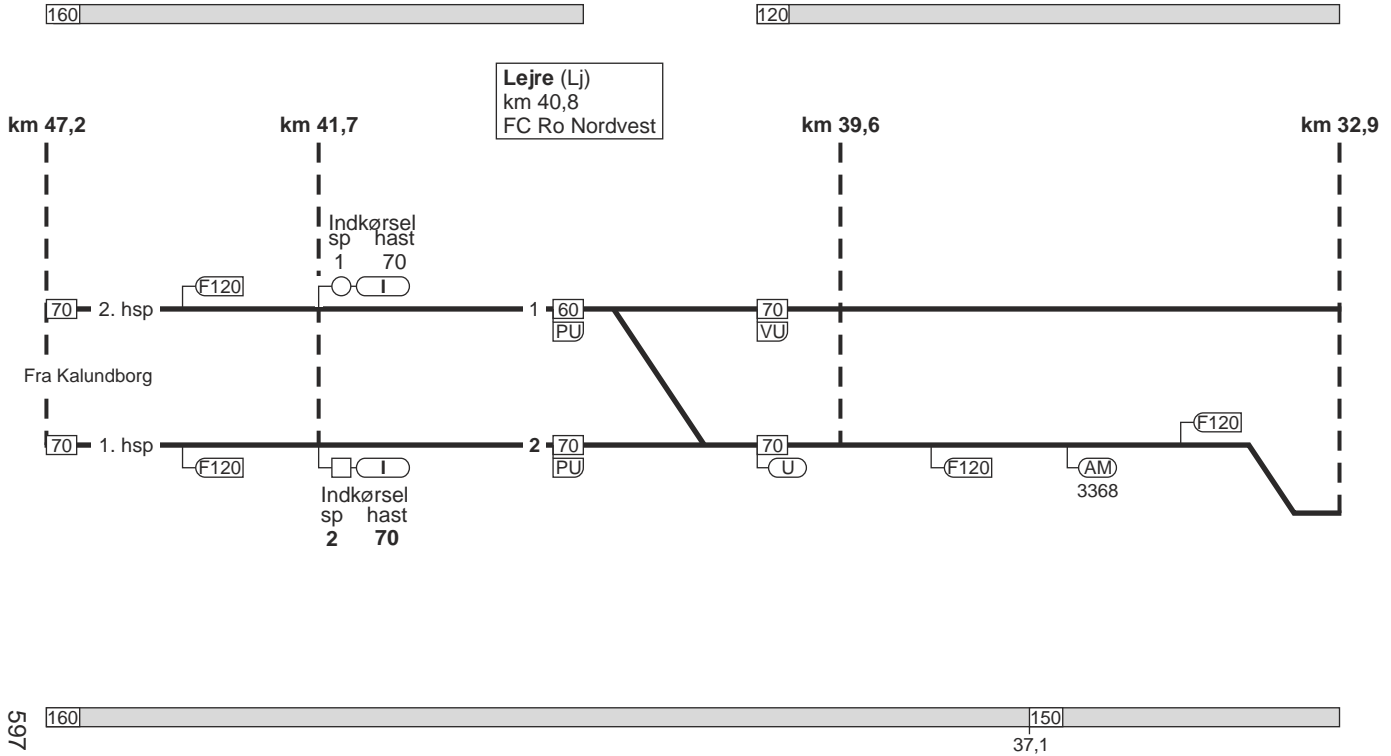 160
120
Lejre (Lj)
km 40,8
FC Ro Nordvest
km 47,2
km 41,7
km 39,6
km 32,9
Indkørsel
sp hast
1 70
F120
I
70 2. hsp
1 60
70
PU
VU
Fra Kalundborg
F120
70 1. hsp
2 70
70
F120
I
PU
U
F120
AM
3368
Indkørsel
sp hast
2 70
160
150
37,1
597